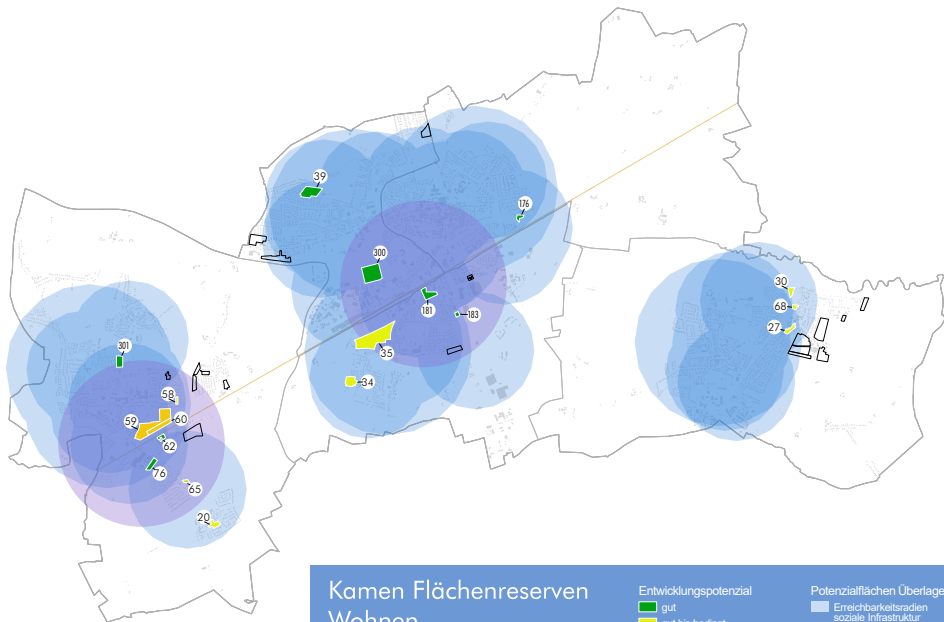 39
176
300
181
183
35
34
30
68
27
301
58
59
60
62
76
65
20
Kamen Flächenreserven
Wohnen
Entwicklungspotenzial
gut
Potenzialflächen Überlage
Erreichbarkeitsradien
soziale Infrastruktur